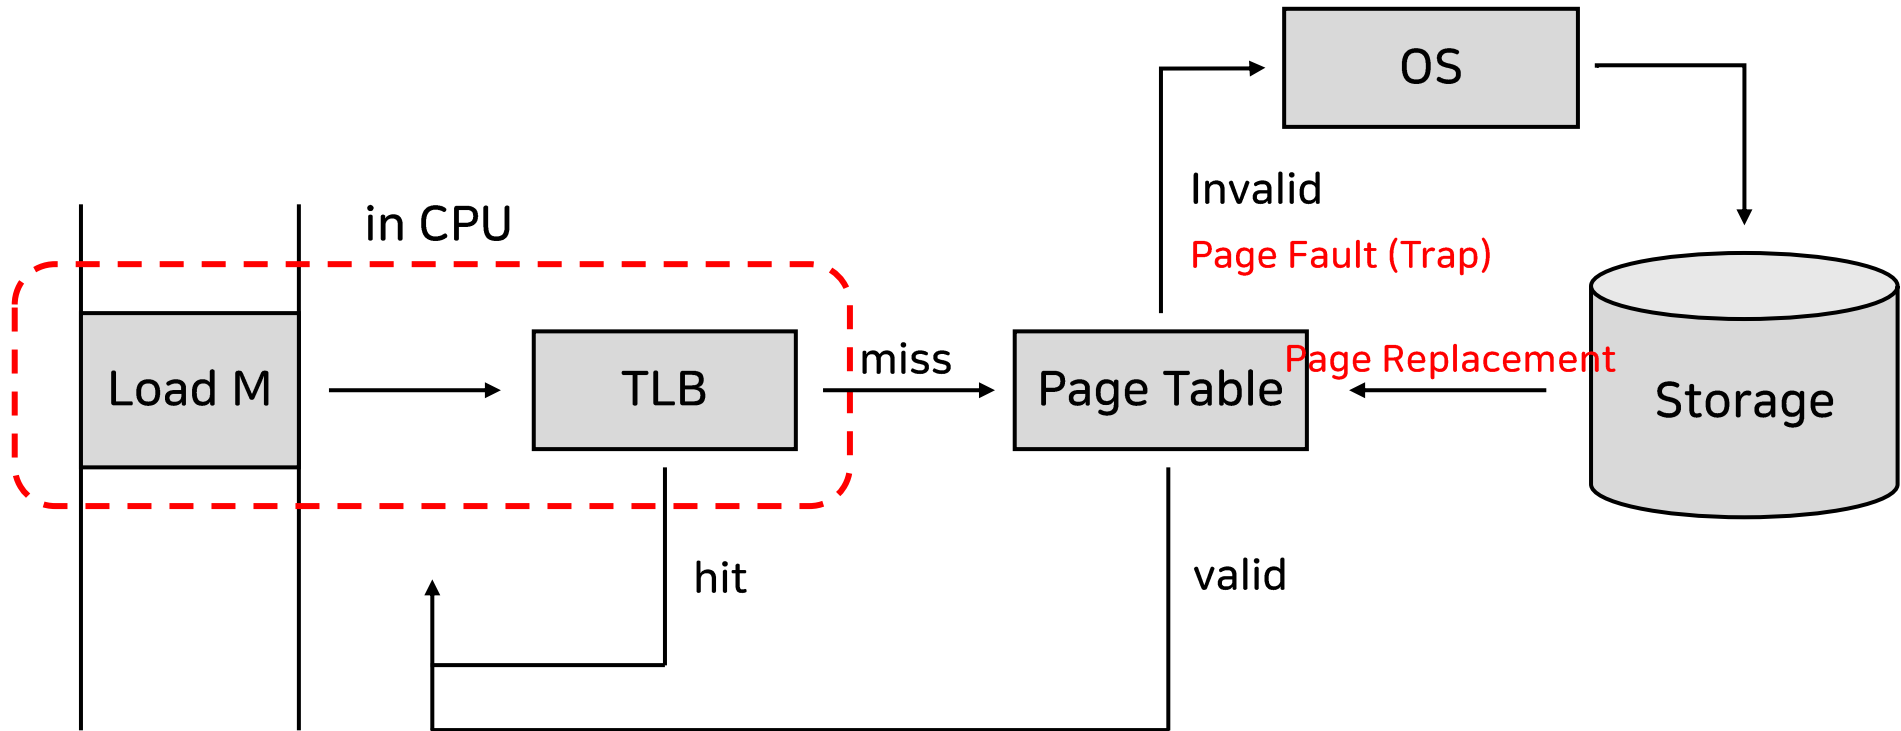 OS
Invalid
in CPU
Page Fault (Trap)
Load M
TLB
miss
Page Table
Page Replacement
Storage
hit
valid